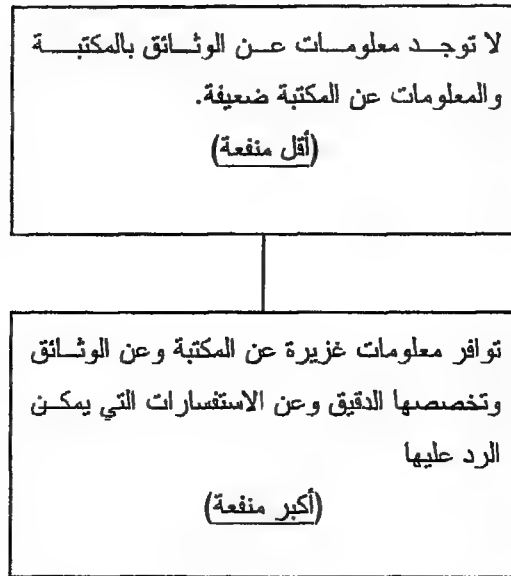 لا توجد معلومات عن الوثائق بالمكتبة
والمعلومات عن المكتبة ضعيفة.
(أقل منفعة)
توافر معلومات غزيرة عن المكتبة وعن الوثائق
وتخصصها الدقيق وعن الاستفسارات التي يمكن
الرد عليها
(أكبر منفعة)